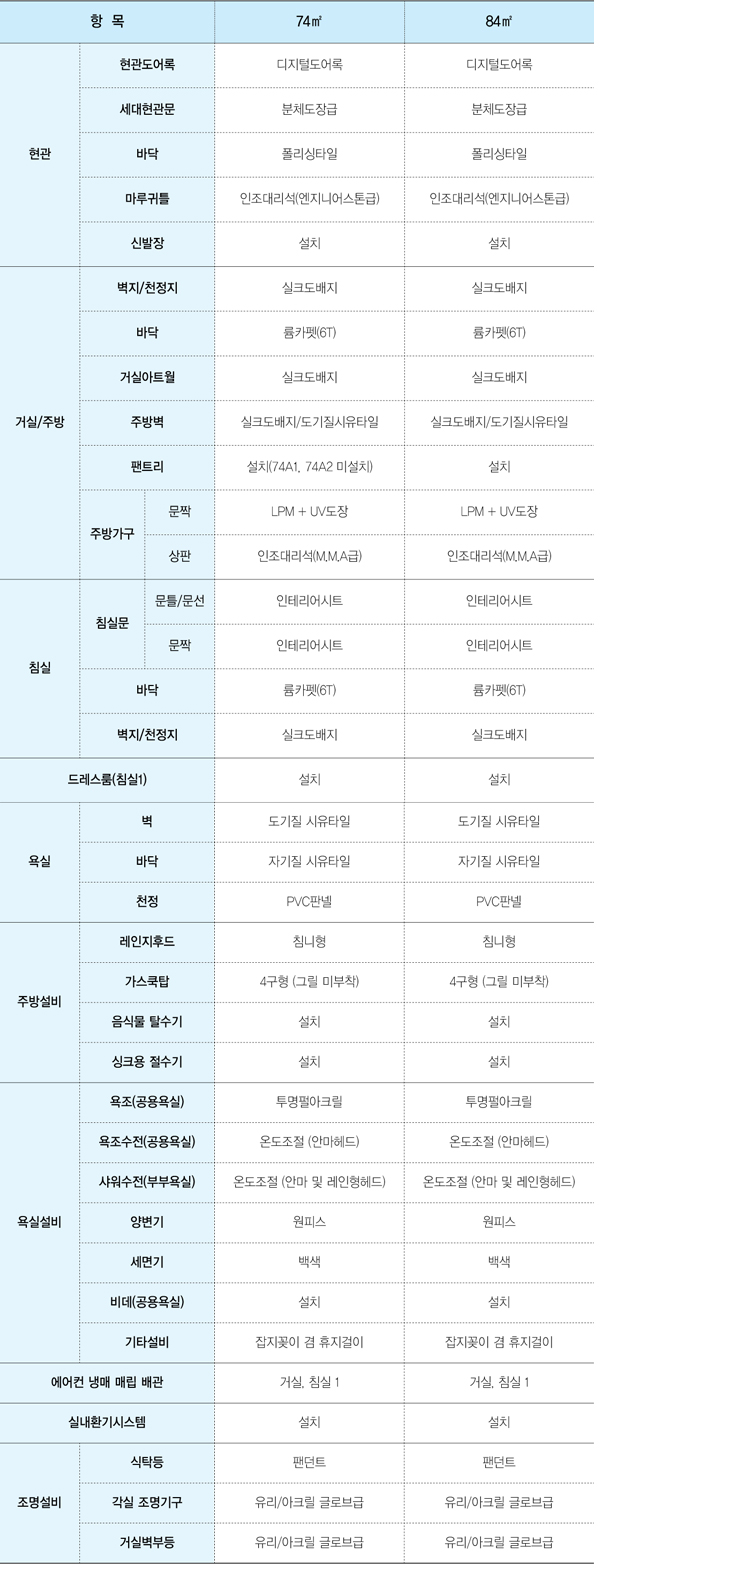 항 목 74㎡ 84㎡
현관 현관도어록 디지털도어록 디지털도어록
세대현관문 분체도장급 분체도장급
바닥 폴리싱타일 폴리싱타일
마루귀틀 인조대리석(엔지니어스톤급) 인조대리석(엔지니어스톤급)
신발장 설치 설치
거실/주방 벽지/천정지 실크도배지 실크도배지
바닥 륨카펫(6T) 륨카펫(6T)
거실아트월 실크도배지 실크도배지
주방벽 실크도배지/도기질시유타일 실크도배지/도기질시유타일
팬트리 설치(74A1, 74A2 미설치) 설치
주방가구 문짝 LPM + UV도장 LPM + UV도장
상판 인조대리석(M.M.A급) 인조대리석(M.M.A급)
침실 침실문 문틀/문선 인테리어시트 인테리어시트
문짝 인테리어시트 인테리어시트
바닥 륨카펫(6T) 륨카펫(6T)
벽지/천정지 실크도배지 실크도배지
드레스룸(침실1) 설치 설치
욕실 벽 도기질 시유타일 도기질 시유타일
바닥 자기질 시유타일 자기질 시유타일
천정 PVC판넬 PVC판넬
주방설비 레인지후드 침니형 침니형
가스쿡탑 4구형 (그릴 미부착) 4구형 (그릴 미부착)
음식물 탈수기 설치 설치
싱크용 절수기 설치 설치
욕실설비 욕조(공용욕실) 투명펄아크릴 투명펄아크릴
욕조수전(공용욕실) 온도조절 (안마헤드) 온도조절 (안마헤드)
샤워수전(부부욕실) 온도조절 (안마 및 레인형헤드) 온도조절 (안마 및 레인형헤드)
양변기 원피스 원피스
세면기 백색 백색
비데(공용욕실) 설치 설치
기타설비 잡지꽂이 겸 휴지걸이 잡지꽂이 겸 휴지걸이
에어컨 냉매 매립 배관 거실, 침실 1 거실, 침실 1
실내환기시스템 설치 설치
조명설비 식탁등 팬던트 팬던트
각실 조명기구 유리/아크릴 글로브급 유리/아크릴 글로브급
거실벽부등 유리/아크릴 글로브급 유리/아크릴 글로브급